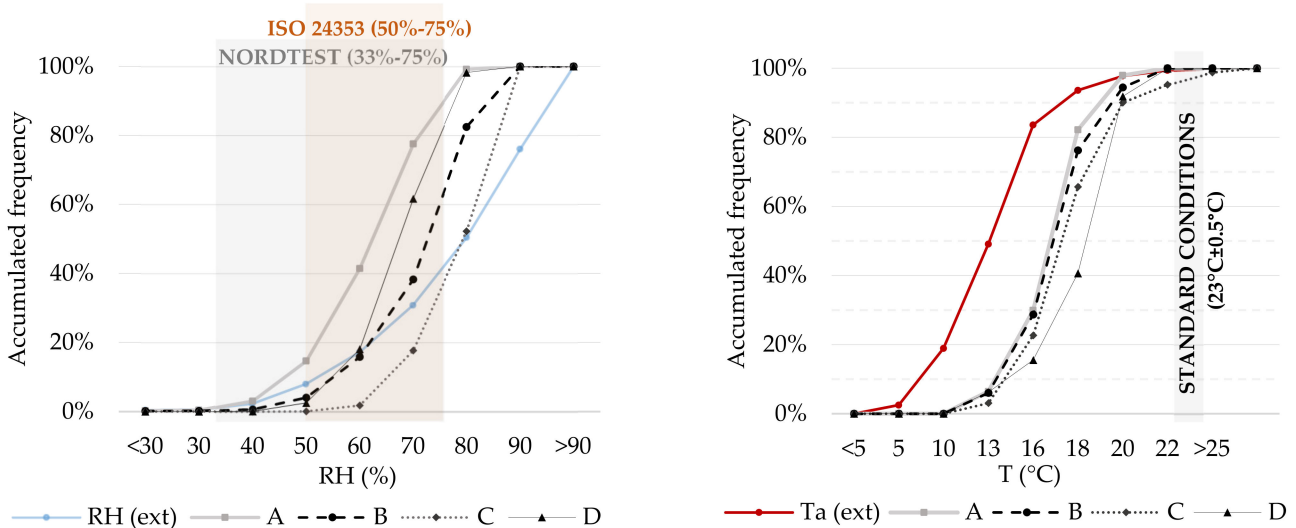 ISO 24353 (50%-75%)
NORDTEST (33%-75%)
Accumulated frequency
100%
80%
60%
40%
20%
0%
<30 30 40 50 60 70 80 90 >90
RH (%)
RH (ext) A B C D
Accumulated frequency
100%
80%
60%
40%
20%
0%
STANDARD CONDITIONS
(23°C±0.5°C)
<5 5 10 13 16 18 20 22 >25
T (°C)
Ta (ext) A B C D